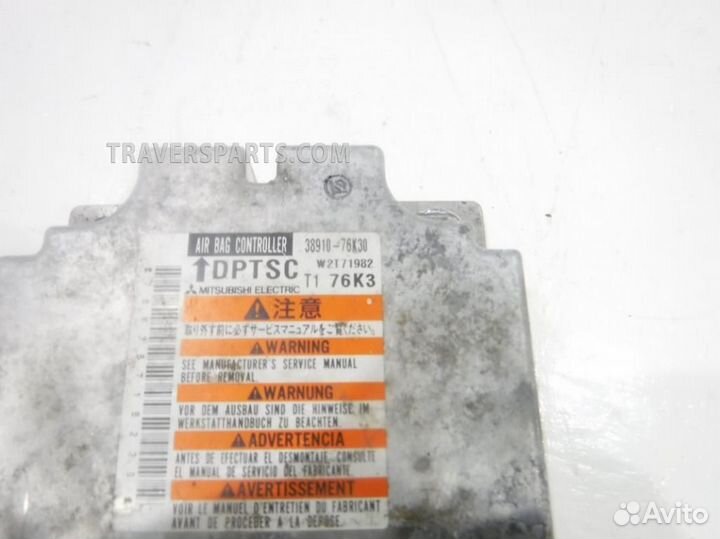 TRAVERSPARTS.COM
AIR BAG CONTROLLER 38910-76K30
↑DPTSC W2T71982
MITSUBISHI ELECTRIC T1 76K3
注意
取り外す前に必ずサービスマニュアルをご覧ください。
WARNING
SEE MANUFACTURER'S SERVICE MANUAL
BEFORE REMOVAL.
WARNUNG
VOR DEM AUSBAU SIND DIE HINWEISE IM
WERKSTATTHANDBUCH ZU BEACHTEN.
ADVERTENCIA
ANTES DE EFECTUAR EL DESMONTAJE, CONSULTE
EL MANUAL DE SERVICIO DEL FABRICANTE.
AVERTISSEMENT
VOIR LE MANUEL D'ENTRETIEN DU FABRICANT
AVANT DE PROCEDER A LA DEPOSE.
Avito